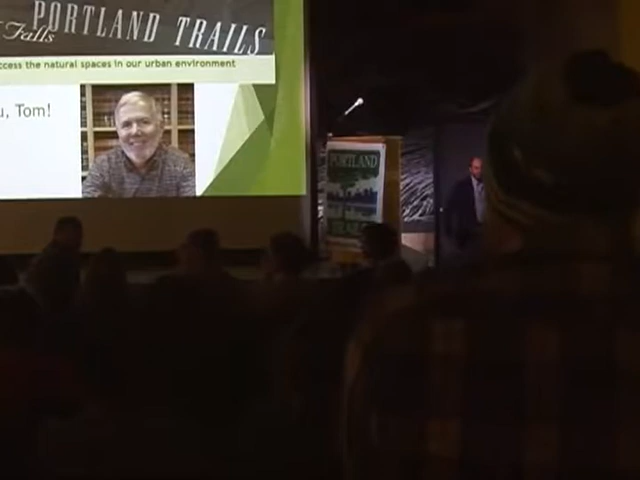 PORTLAND TRAILS
Falls
ccess the natural spaces in our urban environment
u, Tom!
PORTLAND